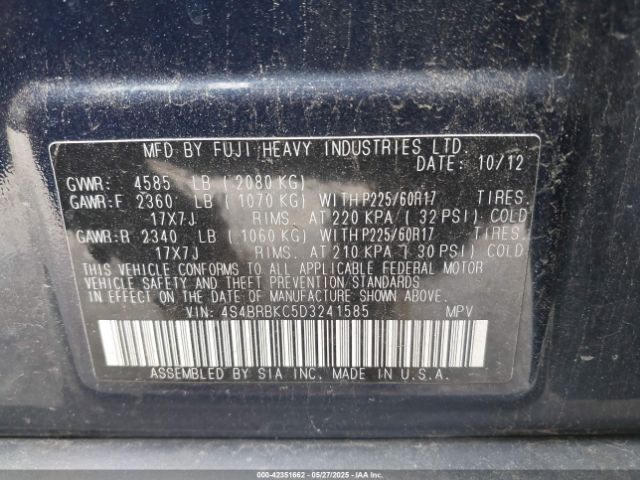 MFD BY FUJI HEAVY INDUSTRIES LTD.
DATE: 10/12
GVWR: 4585 LB ( 2080 KG)
GAWR:F 2360 LB ( 1070 KG) WITH P225/60R17 TIRES.
17X7J RIMS. AT 220 KPA ( 32 PSI) COLD
GAWR:R 2340 LB ( 1060 KG) WITH P225/60R17 TIRES.
17X7J RIMS. AT 210 KPA ( 30 PSI) COLD
THIS VEHICLE CONFORMS TO ALL APPLICABLE FEDERAL MOTOR
VEHICLE SAFETY AND THEFT PREVENTION STANDARDS
IN EFFECT ON THE DATE OF MANUFACTURE SHOWN ABOVE.
VIN: 4S4BRBKC5D3241585 MPV
ASSEMBLED BY SIA INC. MADE IN U.S.A.
000-42351662 - 05/27/2025 - IAAI.COM